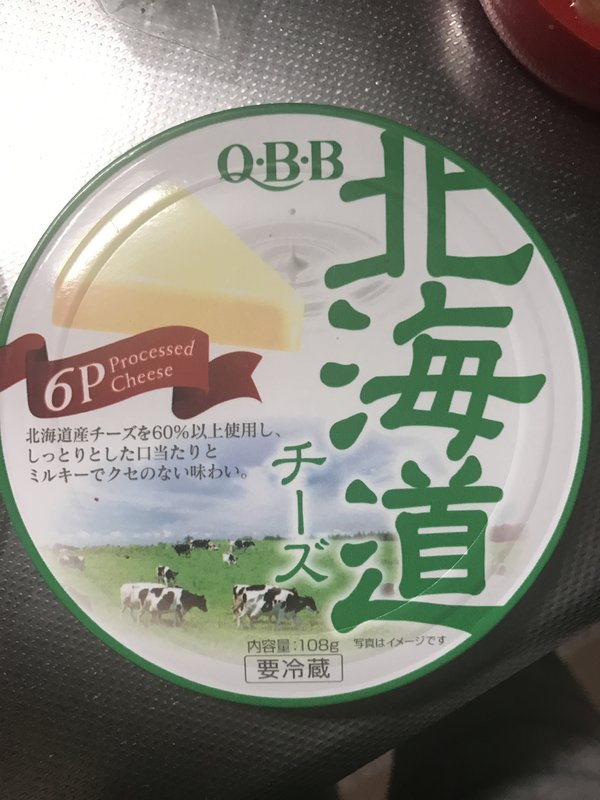 Q・B・B
北海道
チーズ
6P Processed
Cheese
北海道産チーズを60%以上使用し、
しっとりとした口当たりと
ミルキーでクセのない味わい。
内容量:108g 写真はイメージです
要冷蔵